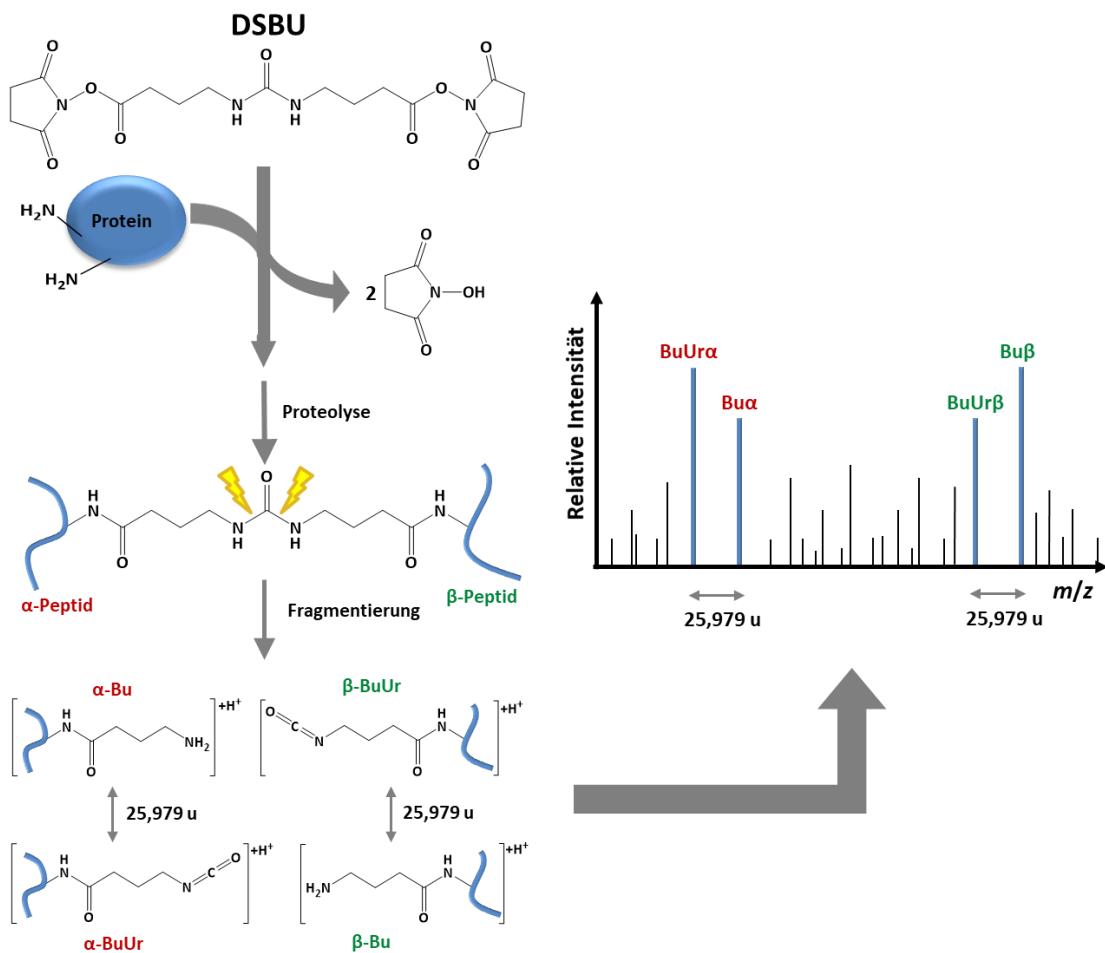 DSBU
O
O
O
O
O
N
O
N
H
N
H
O
N
O
O
O
H₂N
Protein
H₂N
2
O
N
OH
O
Proteolyse
H
N
O
N
H
O
N
H
O
H
N
α-Peptid
β-Peptid
Fragmentierung
α-Bu
β-BuUr
H
N
O
NH₂
+H⁺
O
C
N
O
H
N
+H⁺
25,979 u
25,979 u
H
N
O
N
C
O
+H⁺
H₂N
O
H
N
+H⁺
α-BuUr
β-Bu
Relative Intensität
BuUrα
Buα
BuUrβ
Buβ
m/z
25,979 u
25,979 u